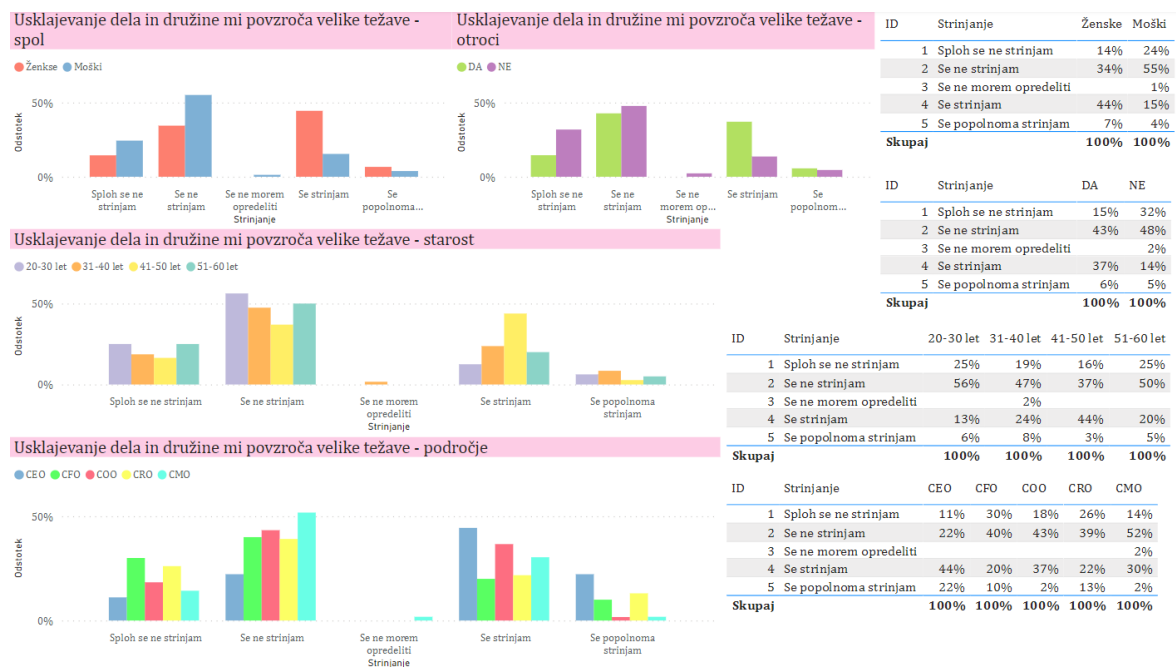 Usklajevanje dela in družine mi povzroča velike težave -
spol
Ženkse Moški
50%
0%
Odstotek
Sploh se ne
strinjam
Se ne
strinjam
Se ne morem
opredeliti
Se strinjam
Se
popolnoma...
Strinjanje
Usklajevanje dela in družine mi povzroča velike težave -
otroci
DA NE
50%
0%
Odstotek
Sploh se ne
strinjam
Se ne
strinjam
Se ne
morem op...
Se strinjam
Se
popolnom...
Strinjanje
ID Strinjanje Ženske Moški
1 Sploh se ne strinjam 14% 24%
2 Se ne strinjam 34% 55%
3 Se ne morem opredeliti 1%
4 Se strinjam 44% 15%
5 Se popolnoma strinjam 7% 4%
Skupaj 100% 100%
ID Strinjanje DA NE
1 Sploh se ne strinjam 15% 32%
2 Se ne strinjam 43% 48%
3 Se ne morem opredeliti 2%
4 Se strinjam 37% 14%
5 Se popolnoma strinjam 6% 5%
Skupaj 100% 100%
Usklajevanje dela in družine mi povzroča velike težave - starost
20-30 let 31-40 let 41-50 let 51-60 let
50%
0%
Odstotek
Sploh se ne strinjam
Se ne strinjam
Se ne morem
opredeliti
Se strinjam
Se popolnoma
strinjam
Strinjanje
ID Strinjanje 20-30 let 31-40 let 41-50 let 51-60 let
1 Sploh se ne strinjam 25% 19% 16% 25%
2 Se ne strinjam 56% 47% 37% 50%
3 Se ne morem opredeliti 2%
4 Se strinjam 13% 24% 44% 20%
5 Se popolnoma strinjam 6% 8% 3% 5%
Skupaj 100% 100% 100% 100%
Usklajevanje dela in družine mi povzroča velike težave - področje
CEO CFO COO CRO CMO
50%
0%
Odstotek
Sploh se ne strinjam
Se ne strinjam
Se ne morem
opredeliti
Se strinjam
Se popolnoma
strinjam
Strinjanje
ID Strinjanje CEO CFO COO CRO CMO
1 Sploh se ne strinjam 11% 30% 18% 26% 14%
2 Se ne strinjam 22% 40% 43% 39% 52%
3 Se ne morem opredeliti 2%
4 Se strinjam 44% 20% 37% 22% 30%
5 Se popolnoma strinjam 22% 10% 2% 13% 2%
Skupaj 100% 100% 100% 100% 100%